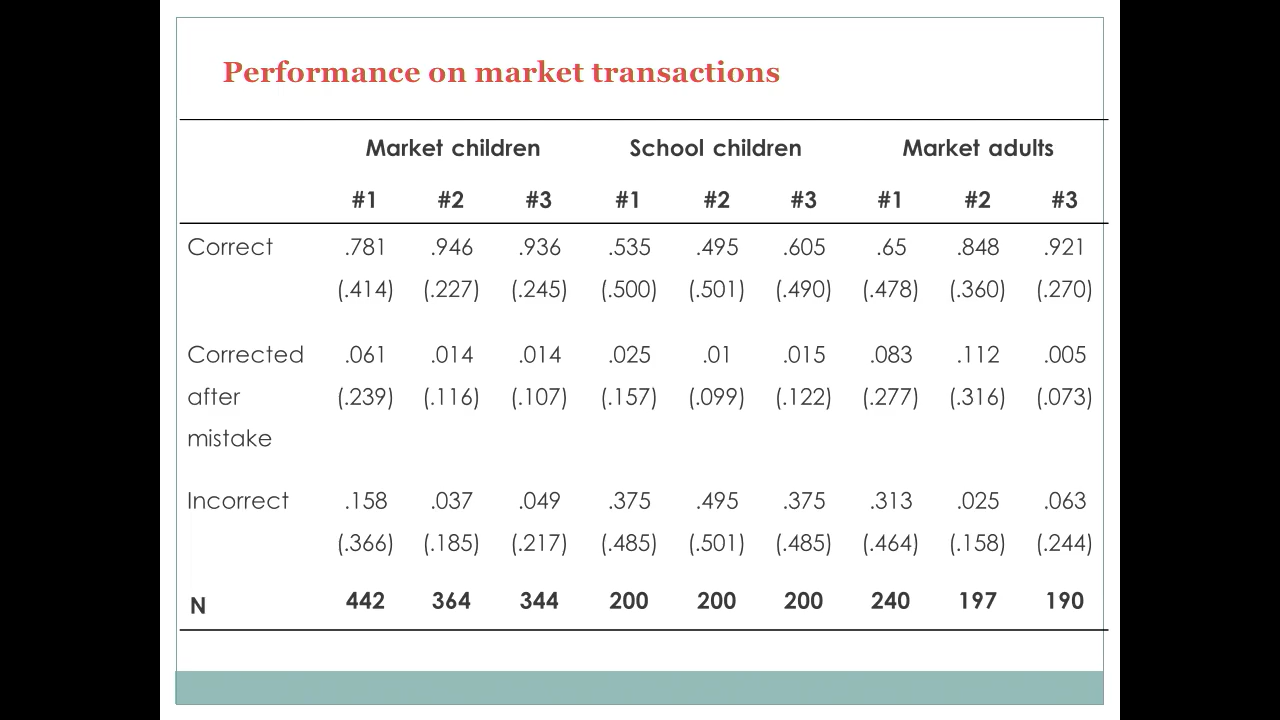 Performance on market transactions
Market children School children Market adults
#1 #2 #3 #1 #2 #3 #1 #2 #3
Correct .781 .946 .936 .535 .495 .605 .65 .848 .921
(.414) (.227) (.245) (.500) (.501) (.490) (.478) (.360) (.270)
Corrected .061 .014 .014 .025 .01 .015 .083 .112 .005
after (.239) (.116) (.107) (.157) (.099) (.122) (.277) (.316) (.073)
mistake
Incorrect .158 .037 .049 .375 .495 .375 .313 .025 .063
(.366) (.185) (.217) (.485) (.501) (.485) (.464) (.158) (.244)
N 442 364 344 200 200 200 240 197 190